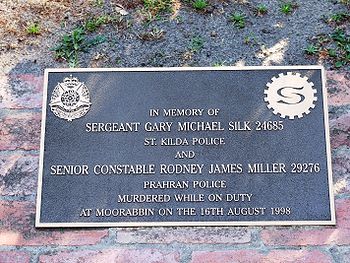 S
IN MEMORY OF
SERGEANT GARY MICHAEL SILK 24685
ST. KILDA POLICE
AND
SENIOR CONSTABLE RODNEY JAMES MILLER 29276
PRAHRAN POLICE
MURDERED WHILE ON DUTY
AT MOORABBIN ON THE 16TH AUGUST 1998